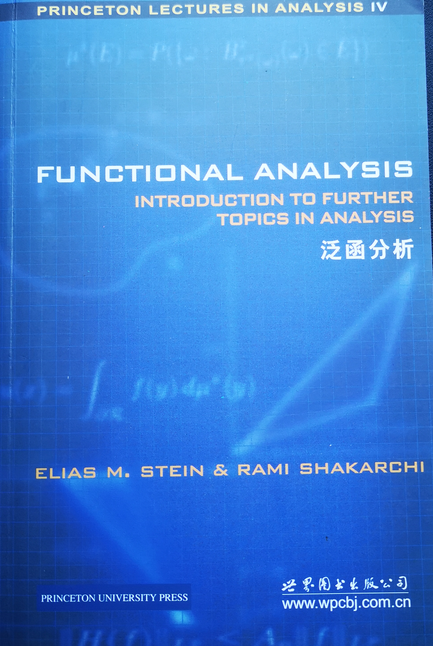 PRINCETON LECTURES IN ANALYSIS IV
FUNCTIONAL ANALYSIS
INTRODUCTION TO FURTHER
TOPICS IN ANALYSIS
泛函分析
ELIAS M. STEIN & RAMI SHAKARCHI
PRINCETON UNIVERSITY PRESS
世界图书出版公司
www.wpcbj.com.cn